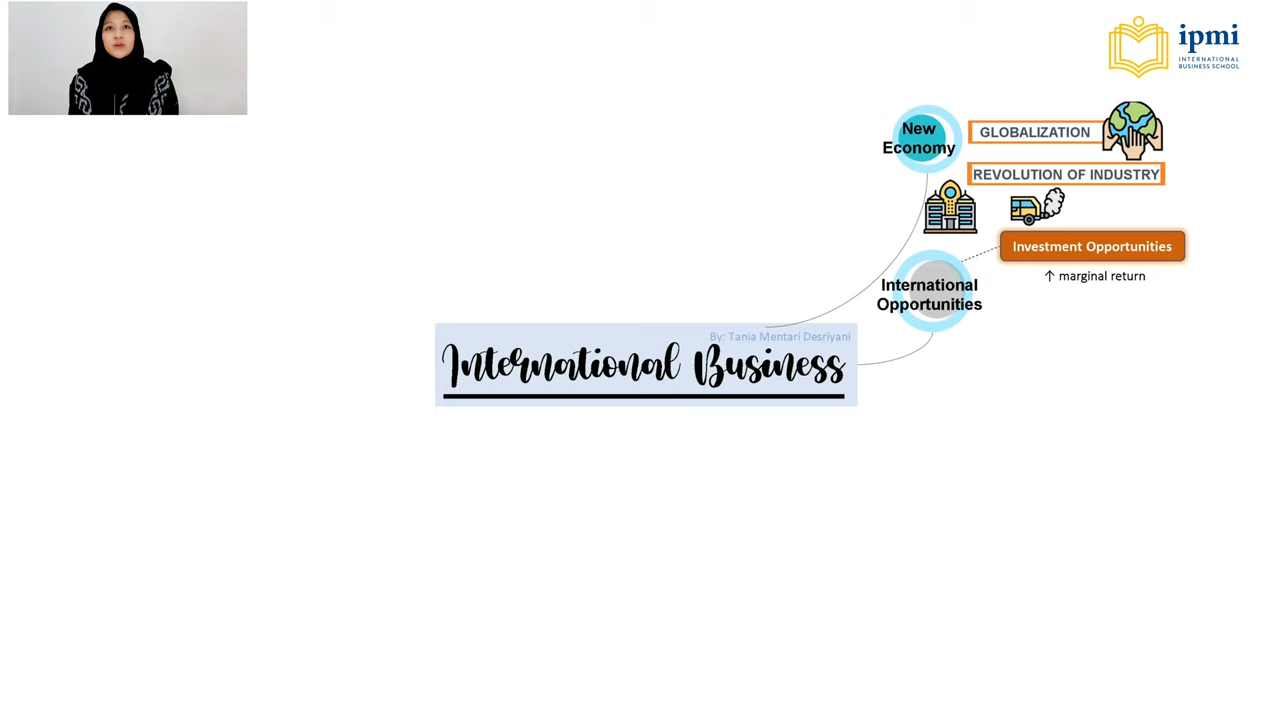 ipmi
INTERNATIONAL
BUSINESS SCHOOL
New
Economy
GLOBALIZATION
REVOLUTION OF INDUSTRY
International
Opportunities
Investment Opportunities
↑ marginal return
By: Tania Mentari Desriyani
International Business